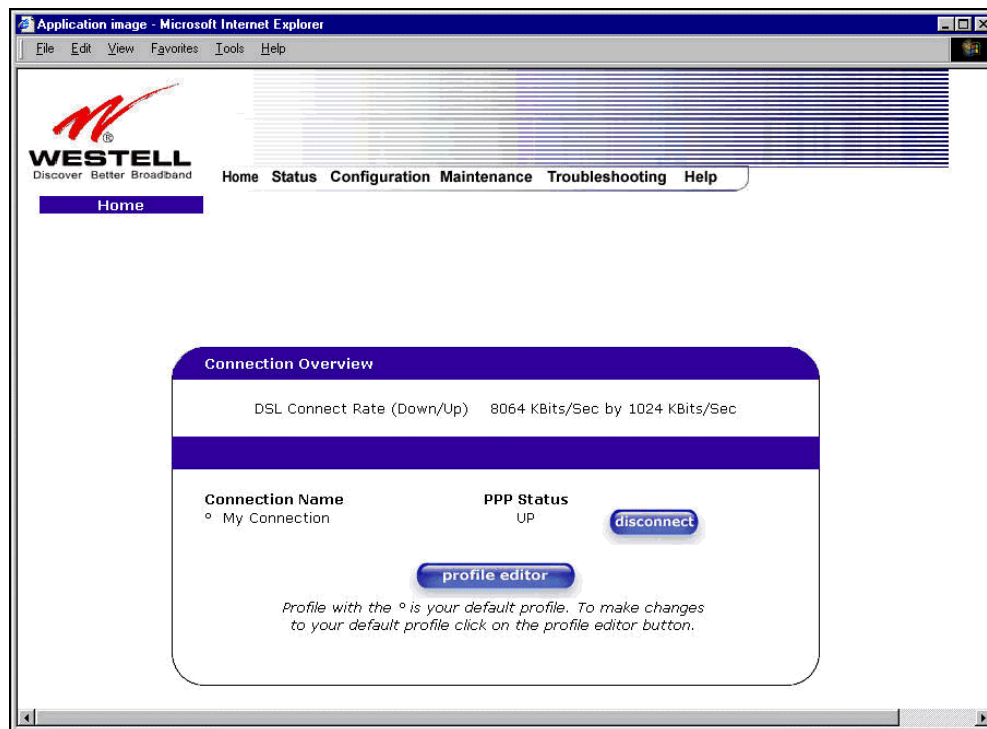 Application image - Microsoft Internet Explorer
File Edit View Favorites Tools Help
®
WESTELL
Discover Better Broadband
Home Status Configuration Maintenance Troubleshooting Help
Home
Connection Overview
DSL Connect Rate (Down/Up) 8064 KBits/Sec by 1024 KBits/Sec
Connection Name PPP Status
° My Connection UP disconnect
profile editor
Profile with the ° is your default profile. To make changes
to your default profile click on the profile editor button.